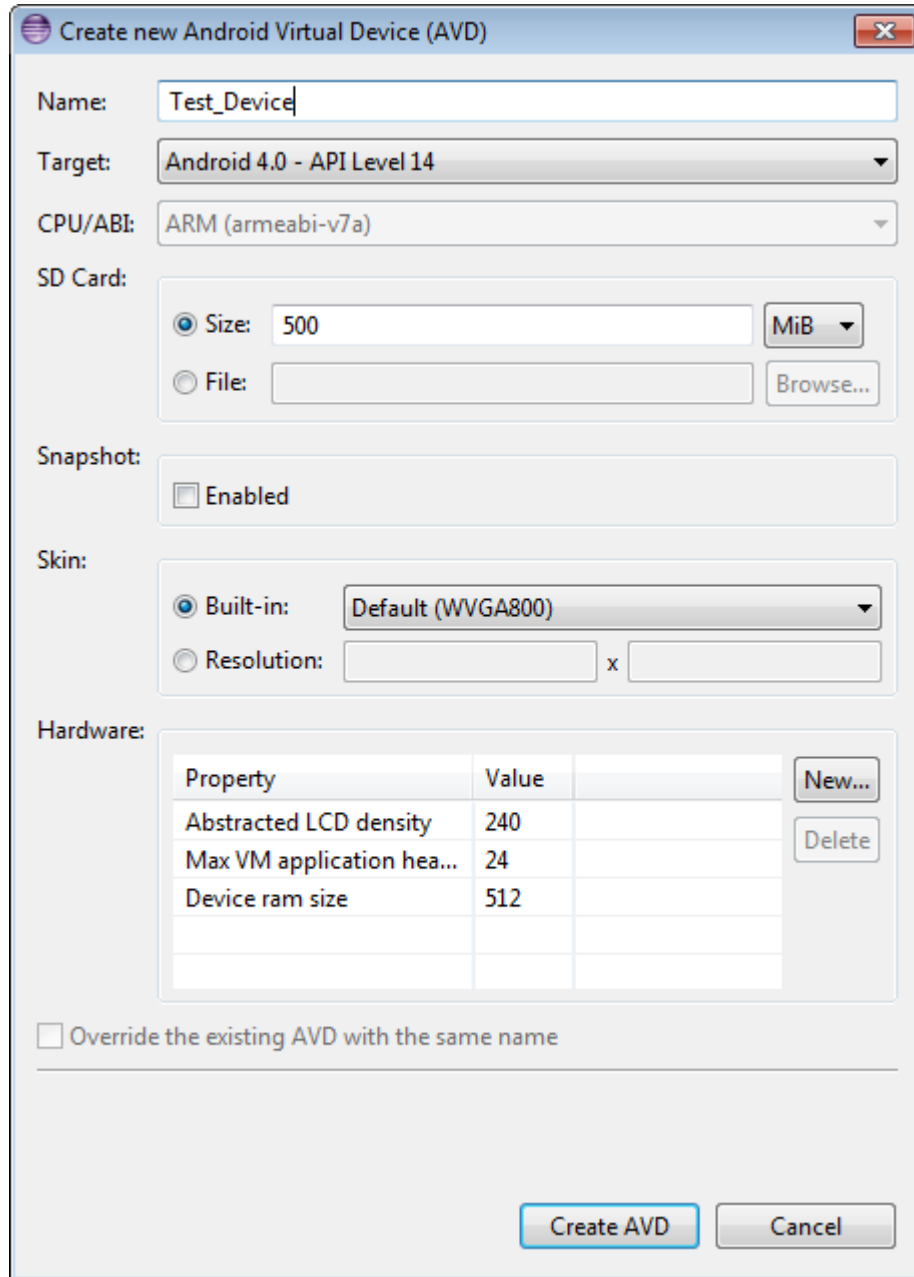 Create new Android Virtual Device (AVD)
Name: Test_Device
Target: Android 4.0 - API Level 14
CPU/ABI: ARM (armeabi-v7a)
SD Card:
Size: 500 MiB
File: Browse...
Snapshot:
Enabled
Skin:
Built-in: Default (WVGA800)
Resolution: x
Hardware:
Property Value New...
Abstracted LCD density 240
Delete
Max VM application hea... 24
Device ram size 512
Override the existing AVD with the same name
Create AVD Cancel